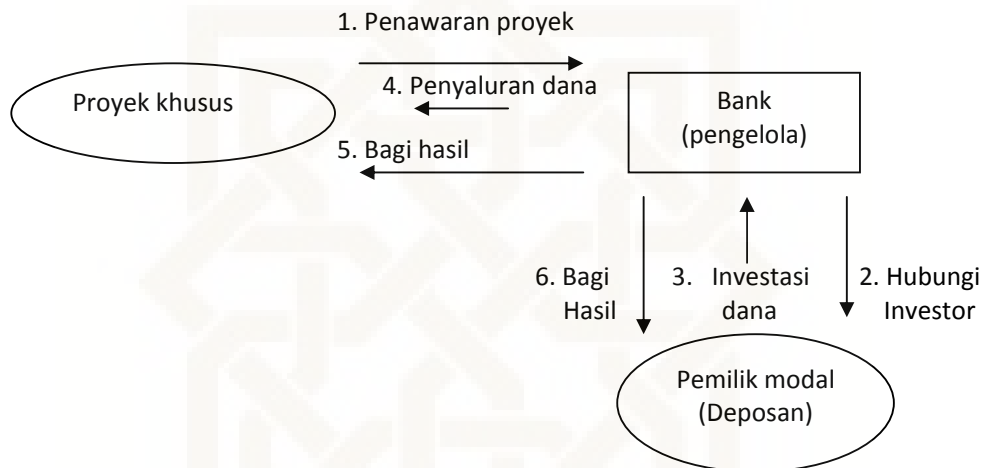 1. Penawaran proyek
4. Penyaluran dana
Proyek khusus
Bank
(pengelola)
5. Bagi hasil
6. Bagi
Hasil
3. Investasi
dana
2. Hubungi
Investor
Pemilik modal
(Deposan)